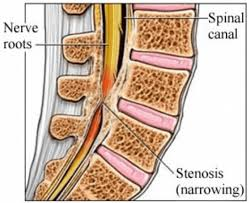 Nerve
roots
Spinal
canal
Stenosis
(narrowing)